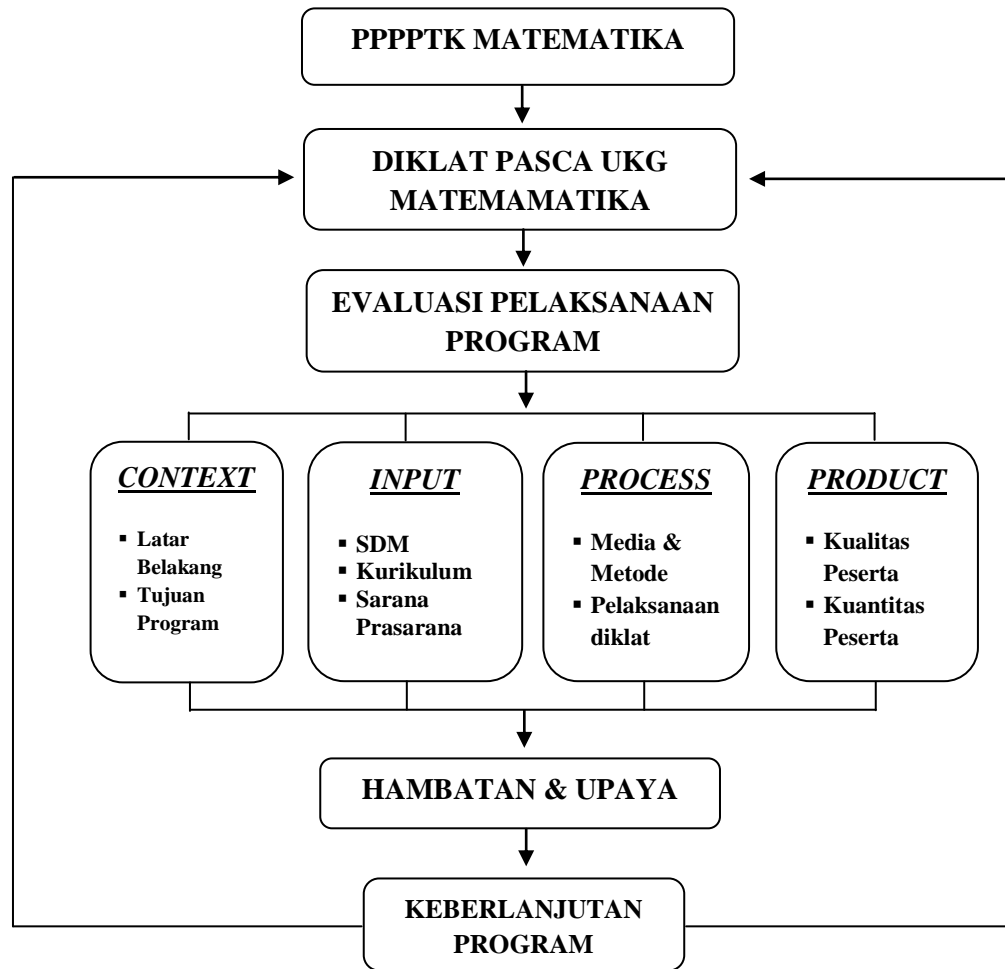 PPPPTK MATEMATIKA
DIKLAT PASCA UKG
MATEMAMATIKA
EVALUASI PELAKSANAAN
PROGRAM
CONTEXT
▪ Latar
Belakang
▪ Tujuan
Program
INPUT
▪ SDM
▪ Kurikulum
▪ Sarana
Prasarana
PROCESS
▪ Media &
Metode
▪ Pelaksanaan
diklat
PRODUCT
▪ Kualitas
Peserta
▪ Kuantitas
Peserta
HAMBATAN & UPAYA
KEBERLANJUTAN
PROGRAM